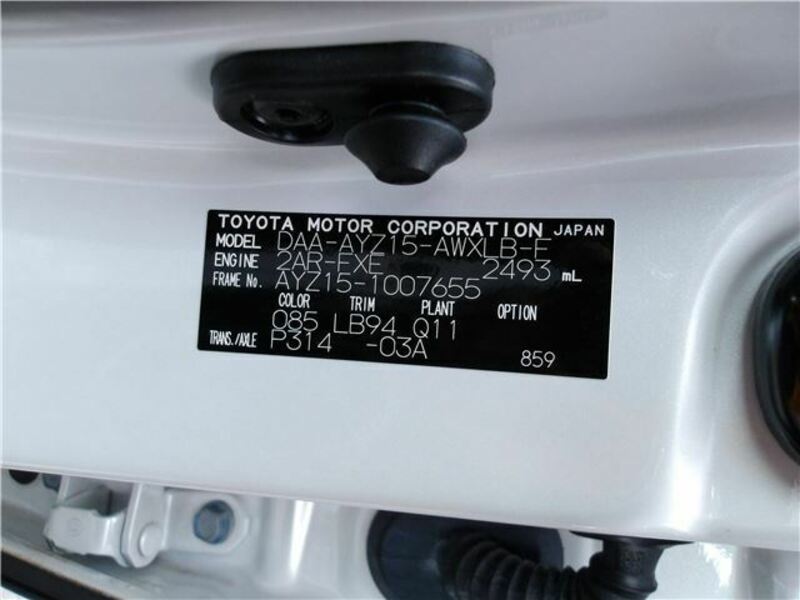 TOYOTA MOTOR CORPORATION JAPAN
MODEL DAA-AYZ15-AWXLB-E
ENGINE 2AR-FXE 2493 mL
FRAME No. AYZ15-1007655
COLOR TRIM PLANT OPTION
085 LB94 Q11
TRANS./AXLE P314 -03A 859